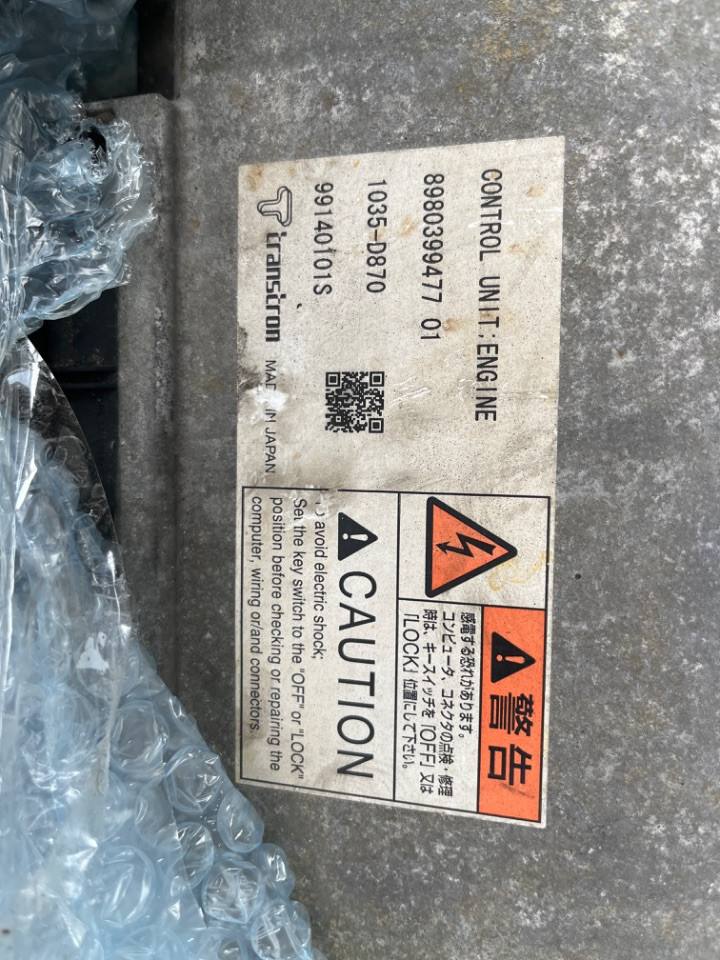 CONTROL UNIT;ENGINE
8980399477 01
1035-D870
99140101S
transtron MADE IN JAPAN
警告
感電する恐れがあります。
コンピュータ、コネクタの点検・修理
時は、キースイッチを「OFF」又は
「LOCK」位置にして下さい。
CAUTION
To avoid electric shock;
Set the key switch to the "OFF" or "LOCK"
position before checking or repairing the
computer, wiring or/and connectors.